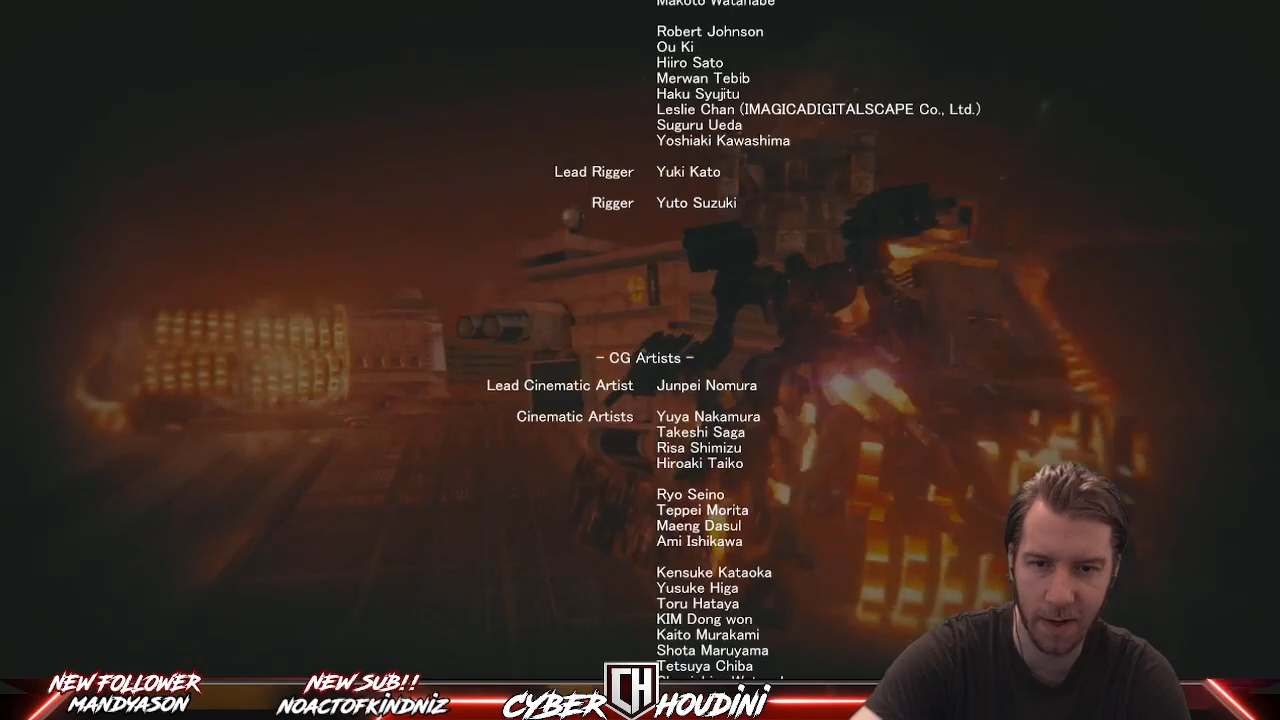 Makoto Watanabe
Robert Johnson
Ou Ki
Hiiro Sato
Merwan Tebib
Haku Syujitu
Leslie Chan (IMAGICADIGITALSCAPE Co., Ltd.)
Suguru Ueda
Yoshiaki Kawashima
Lead Rigger Yuki Kato
Rigger Yuto Suzuki
- CG Artists -
Lead Cinematic Artist Junpei Nomura
Cinematic Artists Yuya Nakamura
Takeshi Saga
Risa Shimizu
Hiroaki Taiko
Ryo Seino
Teppei Morita
Maeng Dasul
Ami Ishikawa
Kensuke Kataoka
Yusuke Higa
Toru Hataya
KIM Dong won
Kaito Murakami
Shota Maruyama
Tetsuya Chiba
NEW FOLLOWER
MANDYASON
NEW SUB!!
NOACTOFKINDNIZ
CYBER CH HOUDINI